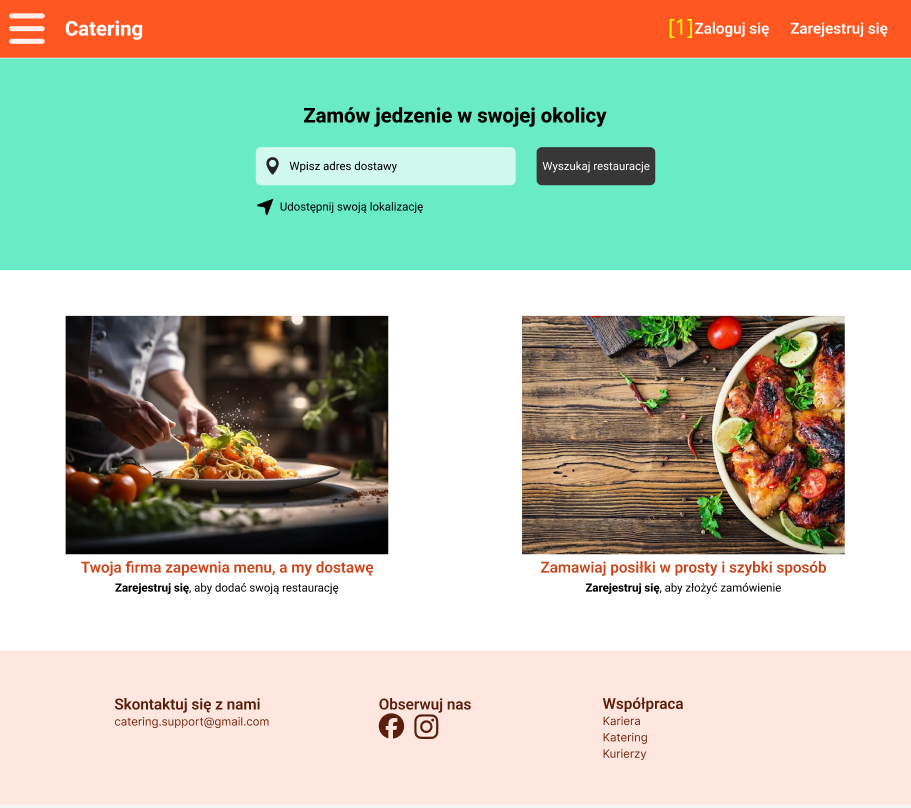 Catering
[1]Zaloguj się Zarejestruj się
Zamów jedzenie w swojej okolicy
Wpisz adres dostawy
Wyszukaj restauracje
Udostępnij swoją lokalizację
Twoja firma zapewnia menu, a my dostawę
Zarejestruj się, aby dodać swoją restaurację
Zamawiaj posiłki w prosty i szybki sposób
Zarejestruj się, aby złożyć zamówienie
Skontaktuj się z nami
catering.support@gmail.com
Obserwuj nas
Współpraca
Kariera
Katering
Kurierzy